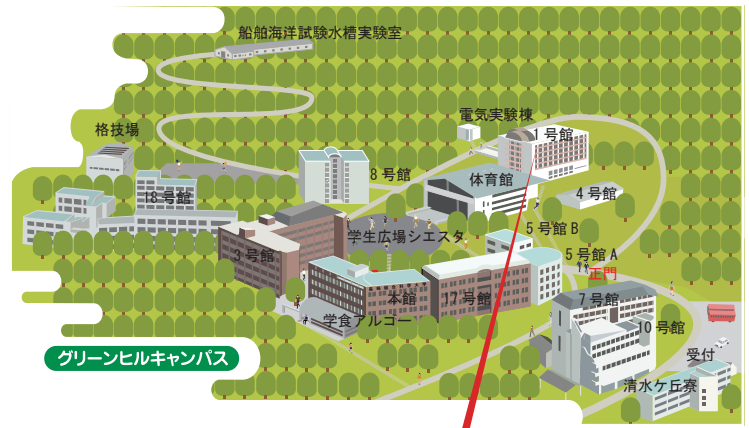 船舶海洋試験水槽実験室
電気実験棟
1号館
格技場
8号館
体育館
18号館
4号館
5号館B
学生広場シエスタ
3号館
5号館A
正門
本館
17号館
7号館
学食アルコー
10号館
受付
グリーンヒルキャンパス
清水ケ丘寮